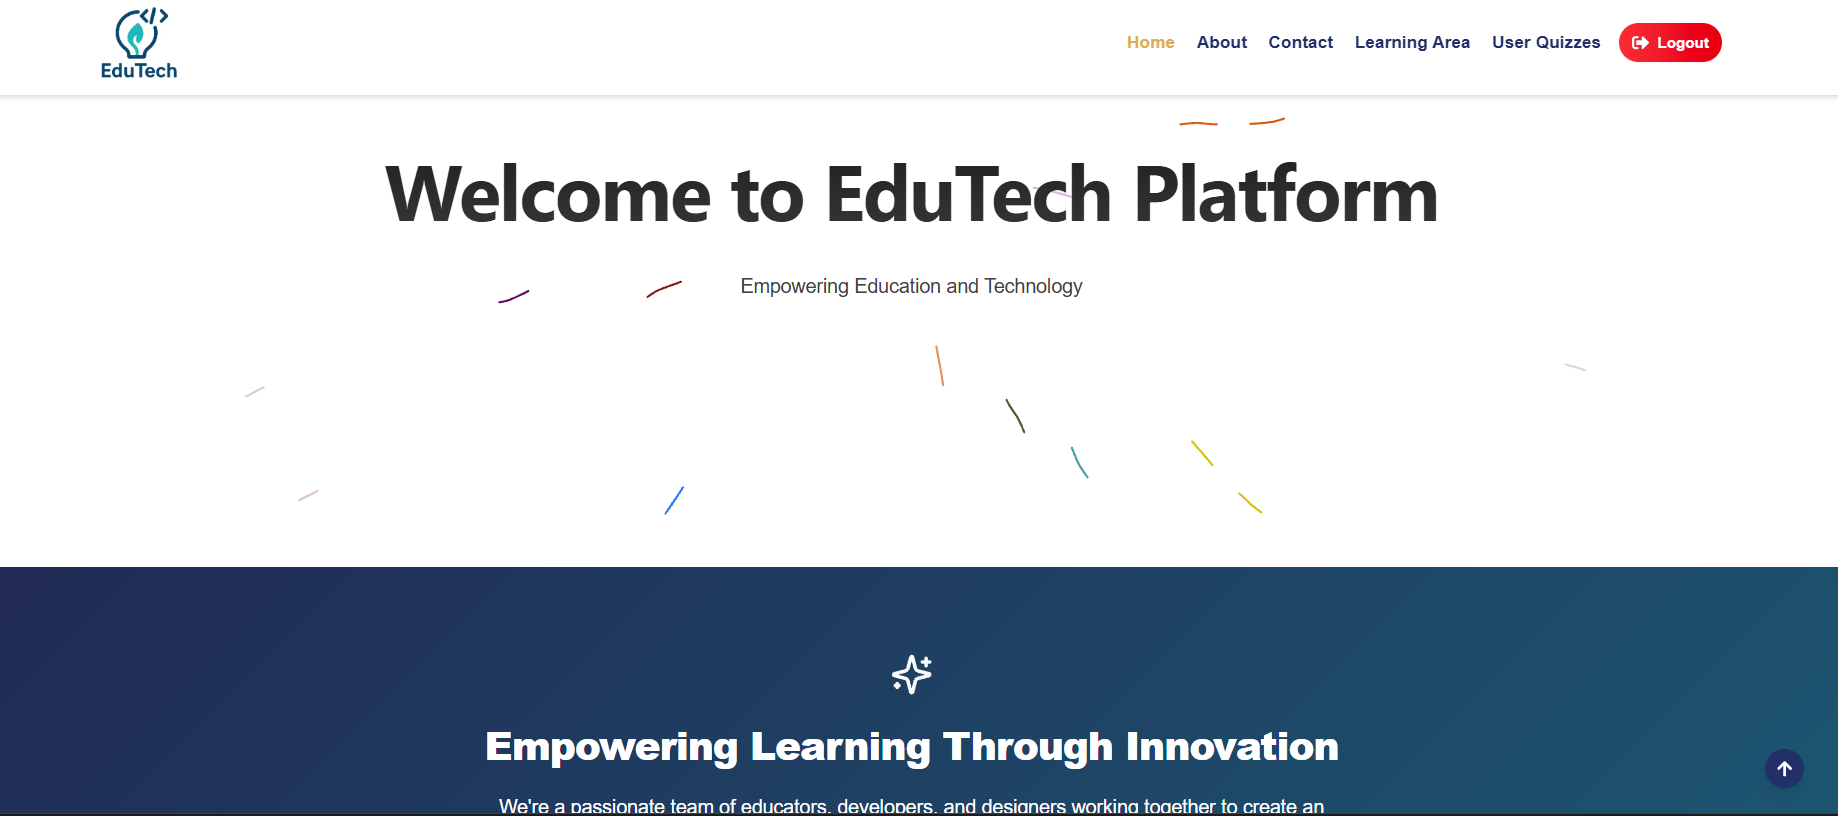 EduTech
Home About Contact Learning Area User Quizzes Logout
Welcome to EduTech Platform
Empowering Education and Technology
Empowering Learning Through Innovation
We're a passionate team of educators, developers, and designers working together to create an